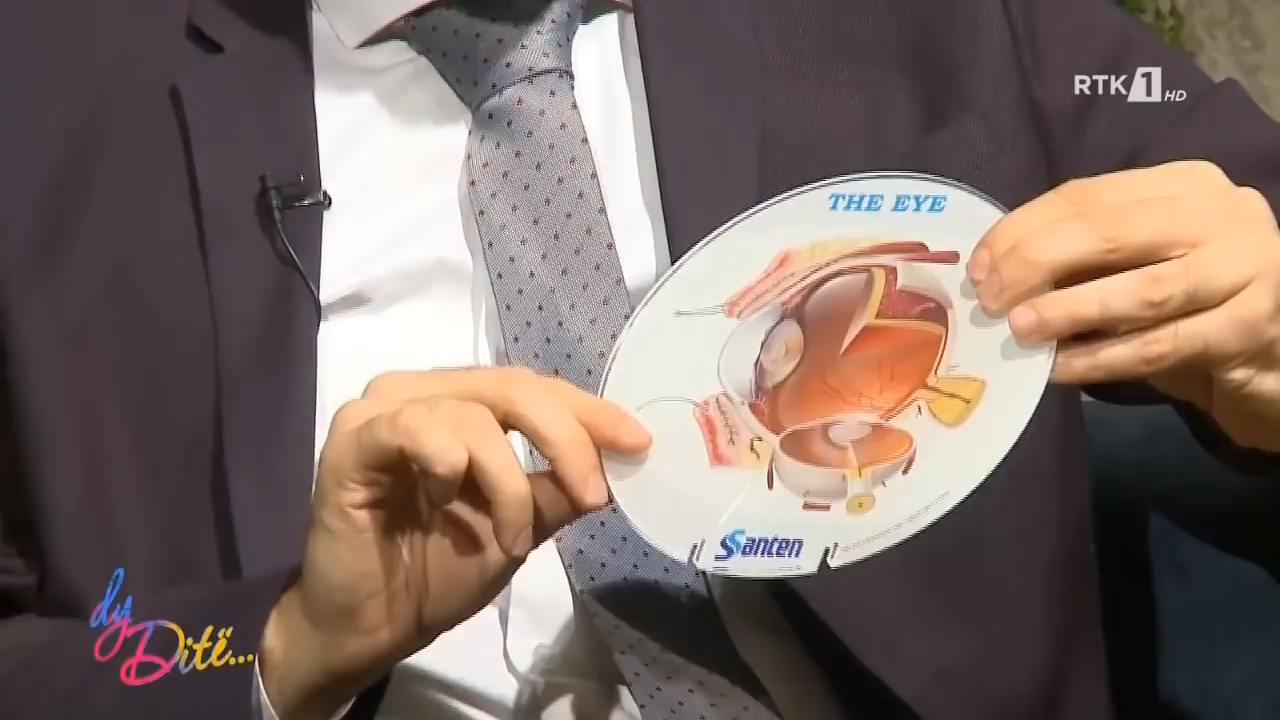 RTK 1 HD
THE EYE
Santen
dy
Ditë...